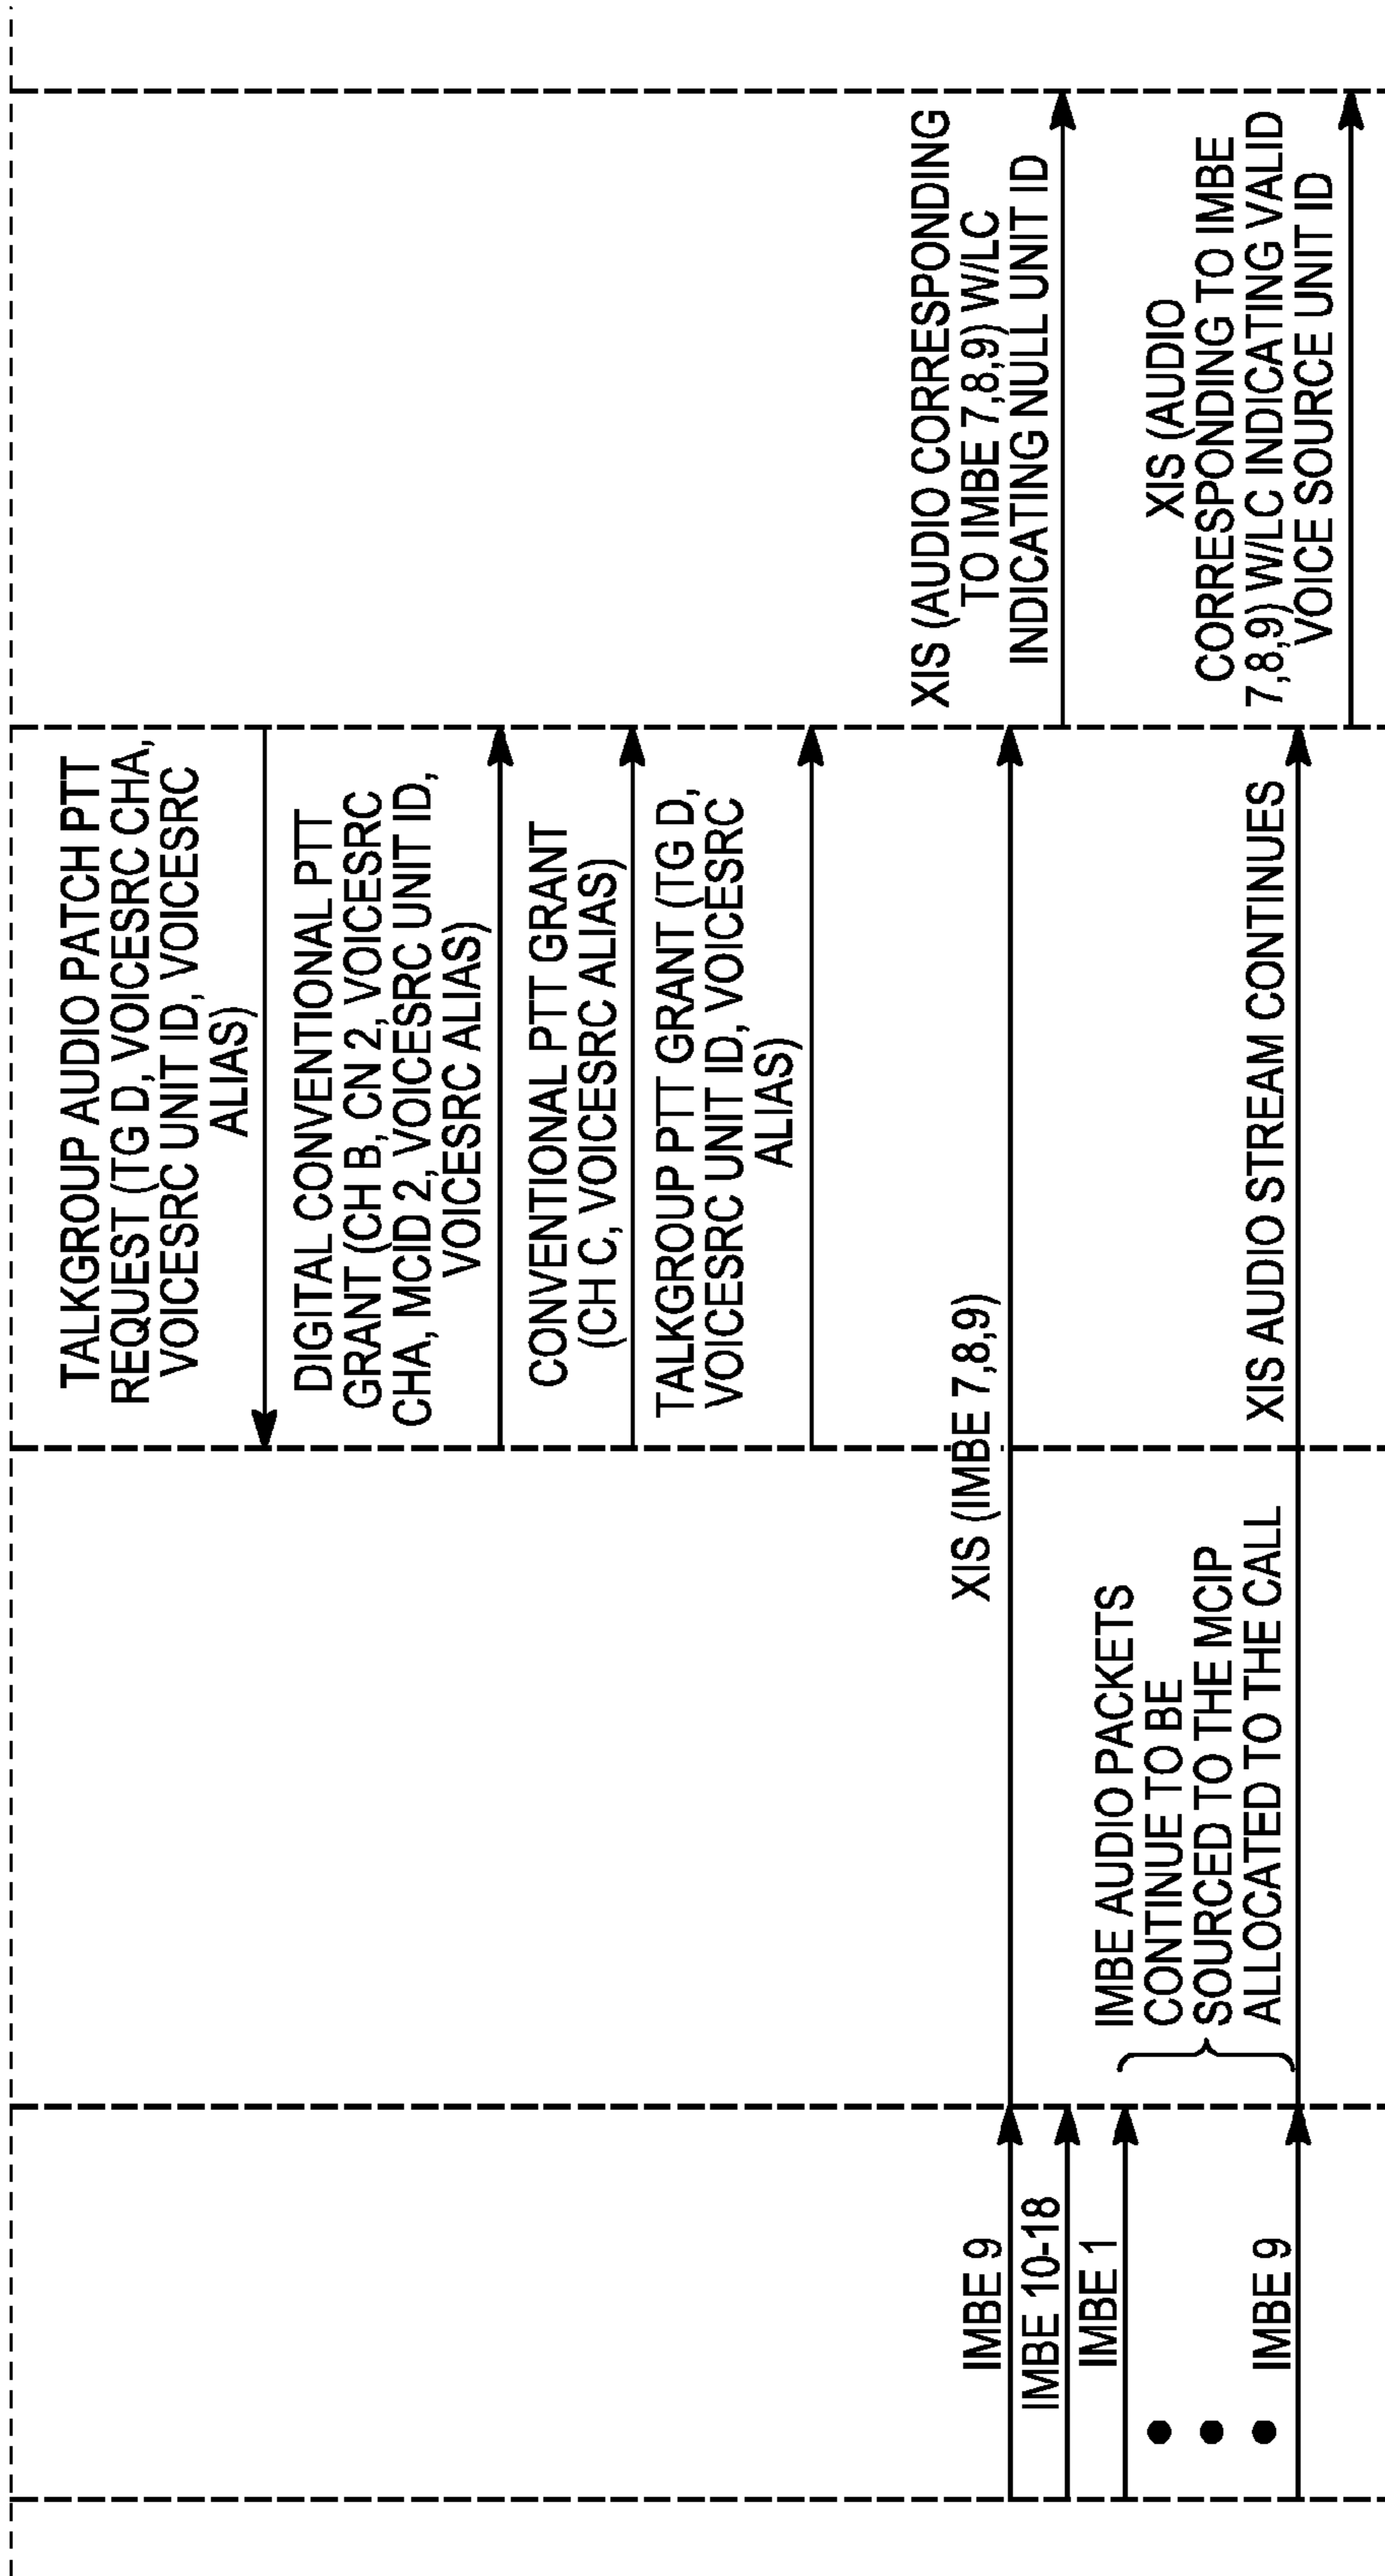 TALKGROUP AUDIO PATCH PTT
REQUEST (TG D, VOICESRC CHA,
VOICESRC UNIT ID, VOICESRC
ALIAS)
DIGITAL CONVENTIONAL PTT
GRANT (CH B, CN 2, VOICESRC
CHA, MCID 2, VOICESRC UNIT ID,
VOICESRC ALIAS)
CONVENTIONAL PTT GRANT
(CH C, VOICESRC ALIAS)
TALKGROUP PTT GRANT (TG D,
VOICESRC UNIT ID, VOICESRC
ALIAS)
IMBE 9
XIS (IMBE 7,8,9)
XIS (AUDIO CORRESPONDING
TO IMBE 7,8,9) W/LC
INDICATING NULL UNIT ID
IMBE 10-18
IMBE 1
IMBE AUDIO PACKETS
CONTINUE TO BE
SOURCED TO THE MCIP
ALLOCATED TO THE CALL
IMBE 9
XIS AUDIO STREAM CONTINUES
XIS (AUDIO
CORRESPONDING TO IMBE
7,8,9) W/LC INDICATING VALID
VOICE SOURCE UNIT ID